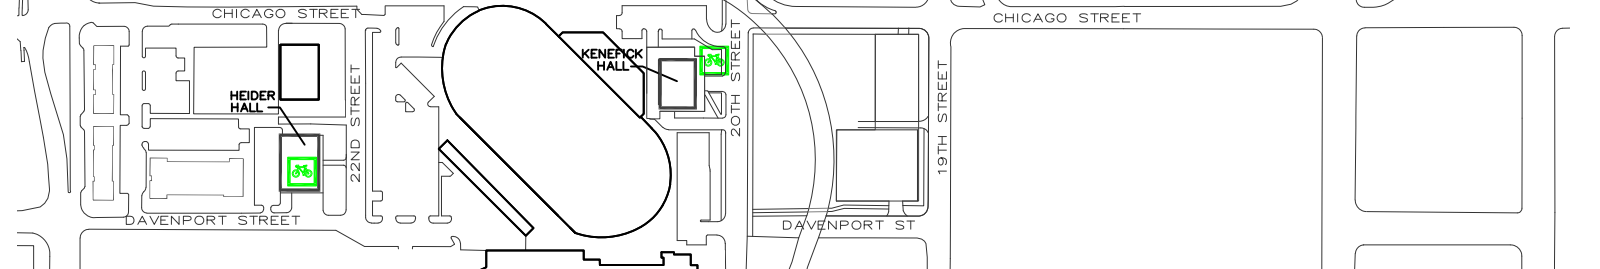 CHICAGO STREET
CHICAGO STREET
KENEFICK
HALL
20TH STREET
HEIDER
HALL
22ND STREET
19TH STREET
DAVENPORT STREET
DAVENPORT ST